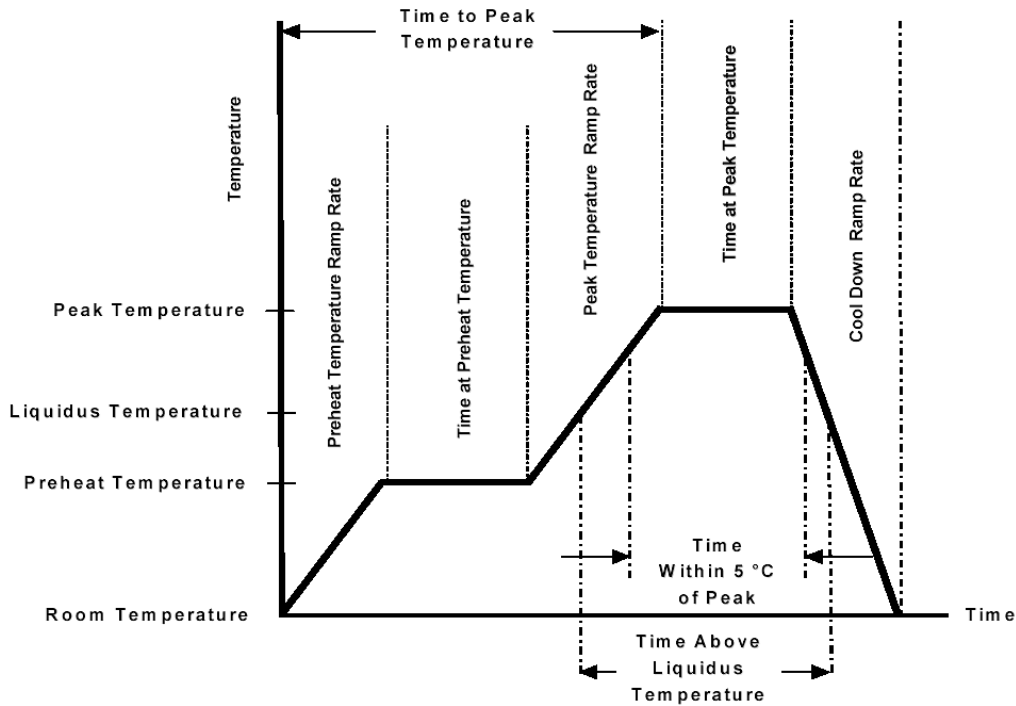 Time to Peak
Temperature
Temperature
Preheat Temperature Ramp Rate
Time at Preheat Temperature
Peak Temperature Ramp Rate
Time at Peak Temperature
Cool Down Ramp Rate
Peak Temperature
Liquidus Temperature
Preheat Temperature
Room Temperature
Time
Within 5 °C
of Peak
Time
Time Above
Liquidus
Temperature